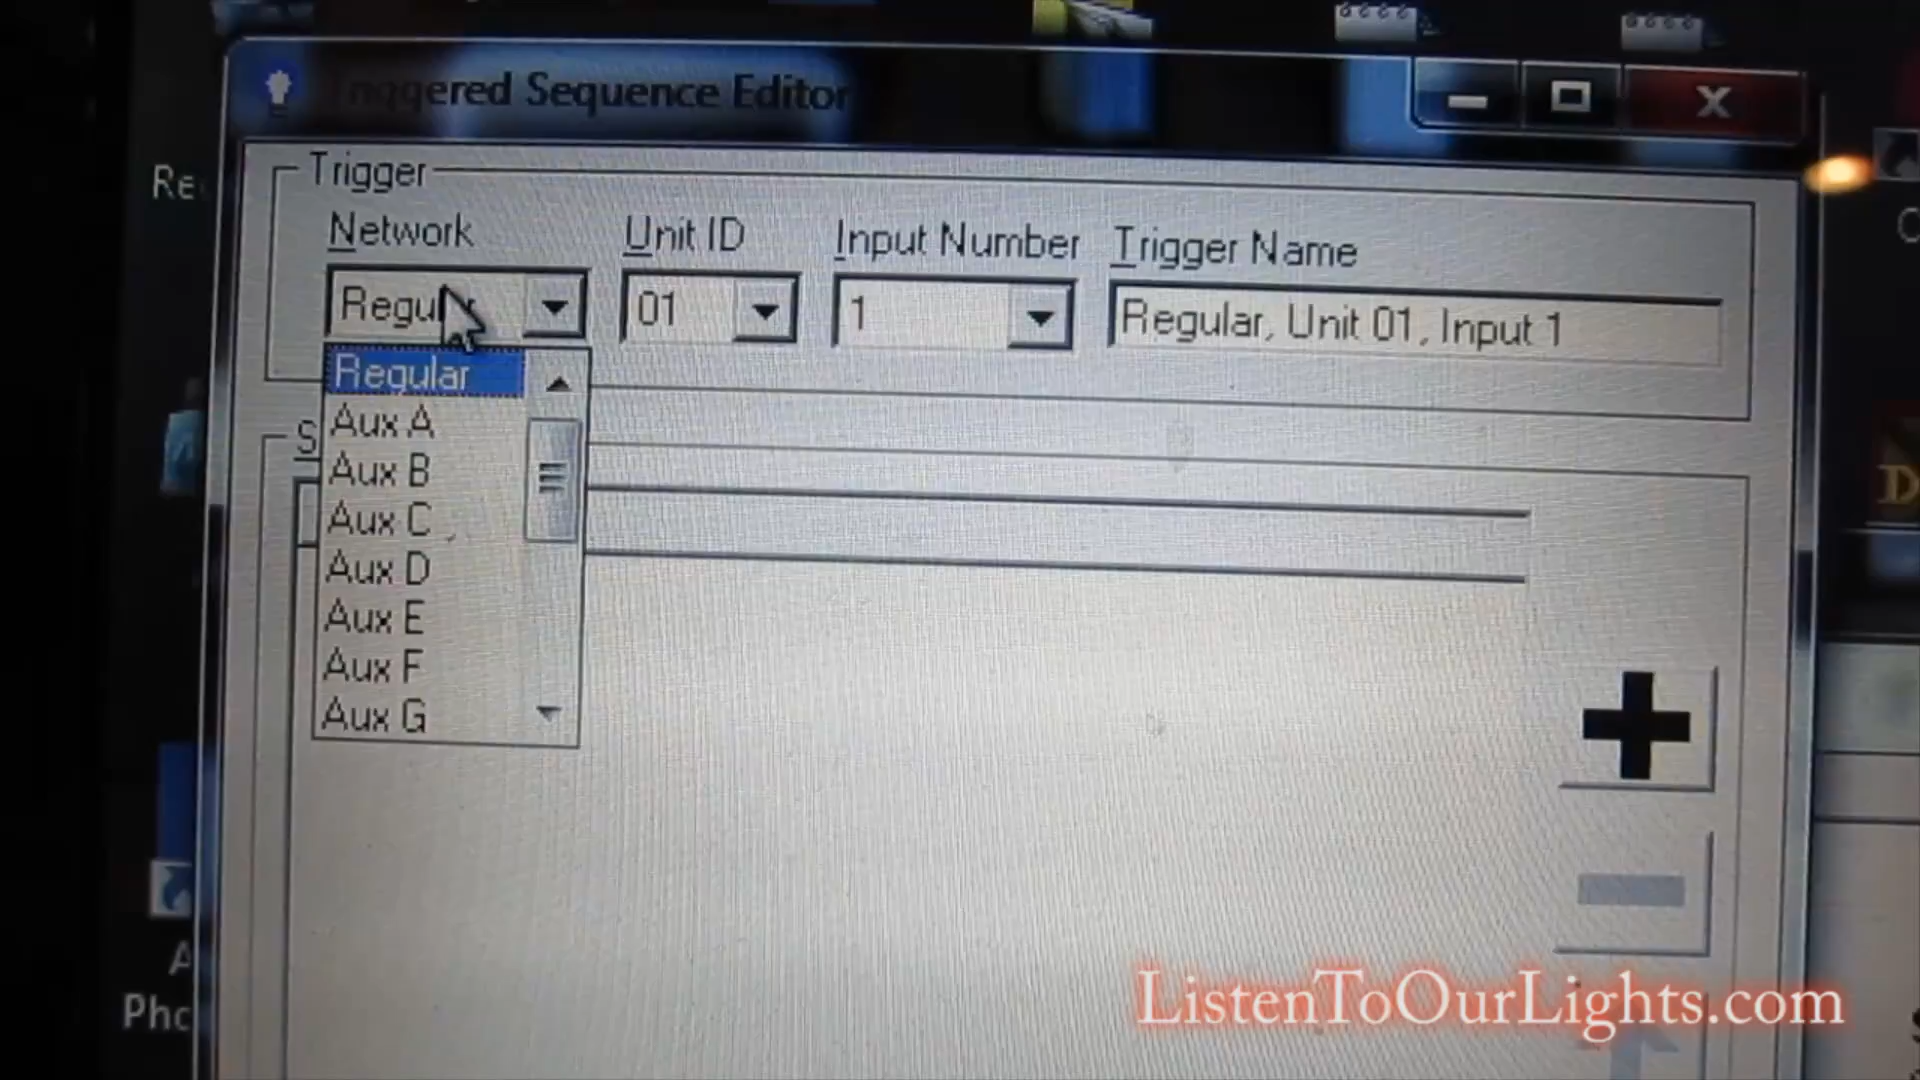 Triggered Sequence Editor
Trigger
Network Unit ID Input Number Trigger Name
01 1 Regular, Unit 01, Input 1
Regular
Aux A
Aux B
Aux C
Aux D
Aux E
Aux F
Aux G
ListenToOurLights.com